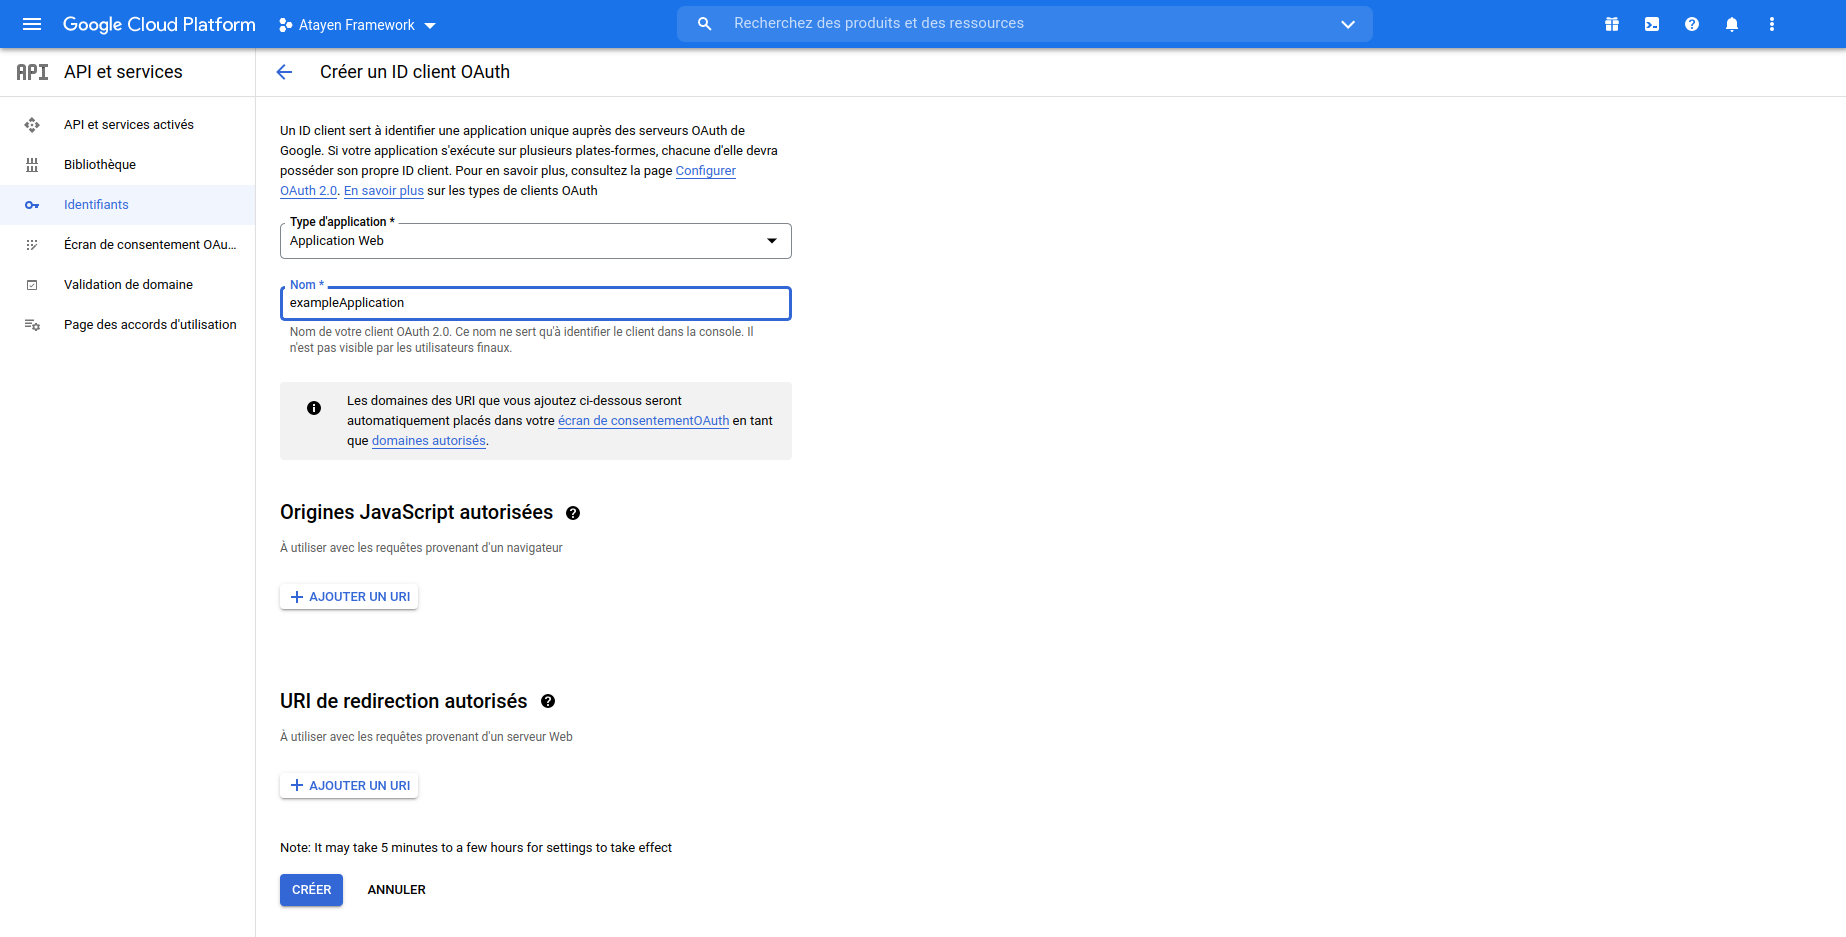 Google Cloud Platform
Atayen Framework
Recherchez des produits et des ressources
API
API et services
Créer un ID client OAuth
API et services activés
Bibliothèque
Identifiants
Écran de consentement OAu...
Validation de domaine
Page des accords d'utilisation
Un ID client sert à identifier une application unique auprès des serveurs OAuth de
Google. Si votre application s'exécute sur plusieurs plates-formes, chacune d'elle devra
posséder son propre ID client. Pour en savoir plus, consultez la page Configurer
OAuth 2.0. En savoir plus sur les types de clients OAuth
Type d'application *
Application Web
Nom *
exampleApplication
Nom de votre client OAuth 2.0. Ce nom ne sert qu'à identifier le client dans la console. Il
n'est pas visible par les utilisateurs finaux.
Les domaines des URI que vous ajoutez ci-dessous seront
automatiquement placés dans votre écran de consentementOAuth en tant
que domaines autorisés.
Origines JavaScript autorisées
À utiliser avec les requêtes provenant d'un navigateur
AJOUTER UN URI
URI de redirection autorisés
À utiliser avec les requêtes provenant d'un serveur Web
AJOUTER UN URI
Note: It may take 5 minutes to a few hours for settings to take effect
CRÉER
ANNULER